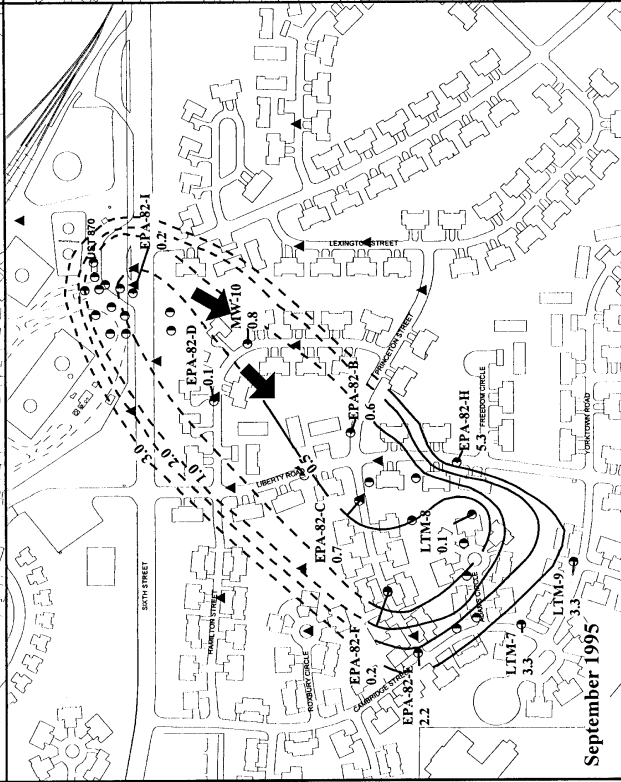 EPA-82-I
0.2
EPA-82-D
0.1
MW-10
0.8
LEXINGTON STREET
SIXTH STREET
3.0
2.0
1.0
HAMILTON STREET
LIBERTY ROAD
0.5
EPA-82-B
0.6
PRINCETON STREET
EPA-82-C
0.7
ROXBURY CIRCLE
EPA-82-H
5.3
FREEDOM CIRCLE
LTM-8
0.1
YORKTOWN ROAD
EPA-82-F
0.2
CAMBRIDGE STREET
EPA-82-E
2.2
LTM-9
3.3
LTM-7
3.3
September 1995